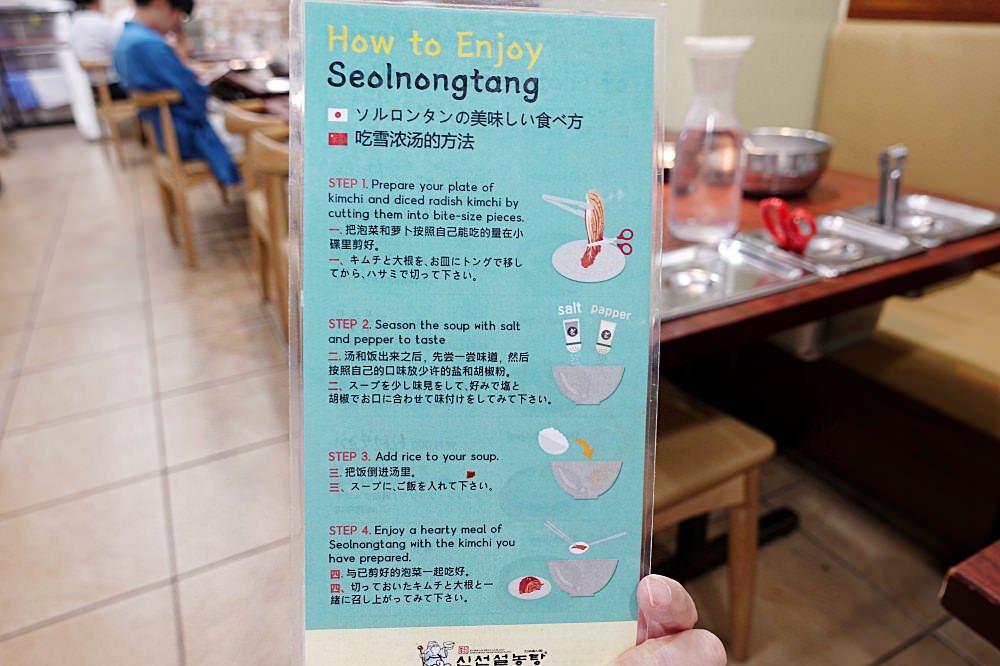 How to Enjoy
Seolnongtang
ソルロンタンの美味しい食べ方
吃雪浓汤的方法
STEP 1. Prepare your plate of
kimchi and diced radish kimchi by
cutting them into bite-size pieces.
一. 把泡菜和萝卜按照自己能吃的量在小
碟里剪好。
一、キムチと大根を、お皿にトングで移し
てから、ハサミで切って下さい。
salt papper
STEP 2. Season the soup with salt
and pepper to taste
二. 汤和饭出来之后，先尝一尝味道，然后
按照自己的口味放少许的盐和胡椒粉。
二、スープを少し味見をして、好みで塩と
胡椒でお口に合わせて味付けをしてみて下さい。
STEP 3. Add rice to your soup.
三. 把饭倒进汤里。
三、スープに、ご飯を入れて下さい。
STEP 4. Enjoy a hearty meal of
Seolnongtang with the kimchi you
have prepared.
四. 与已剪好的泡菜一起吃好。
四、切っておいたキムチと大根と一
緒に召し上がってみて下さい。
신선설농탕